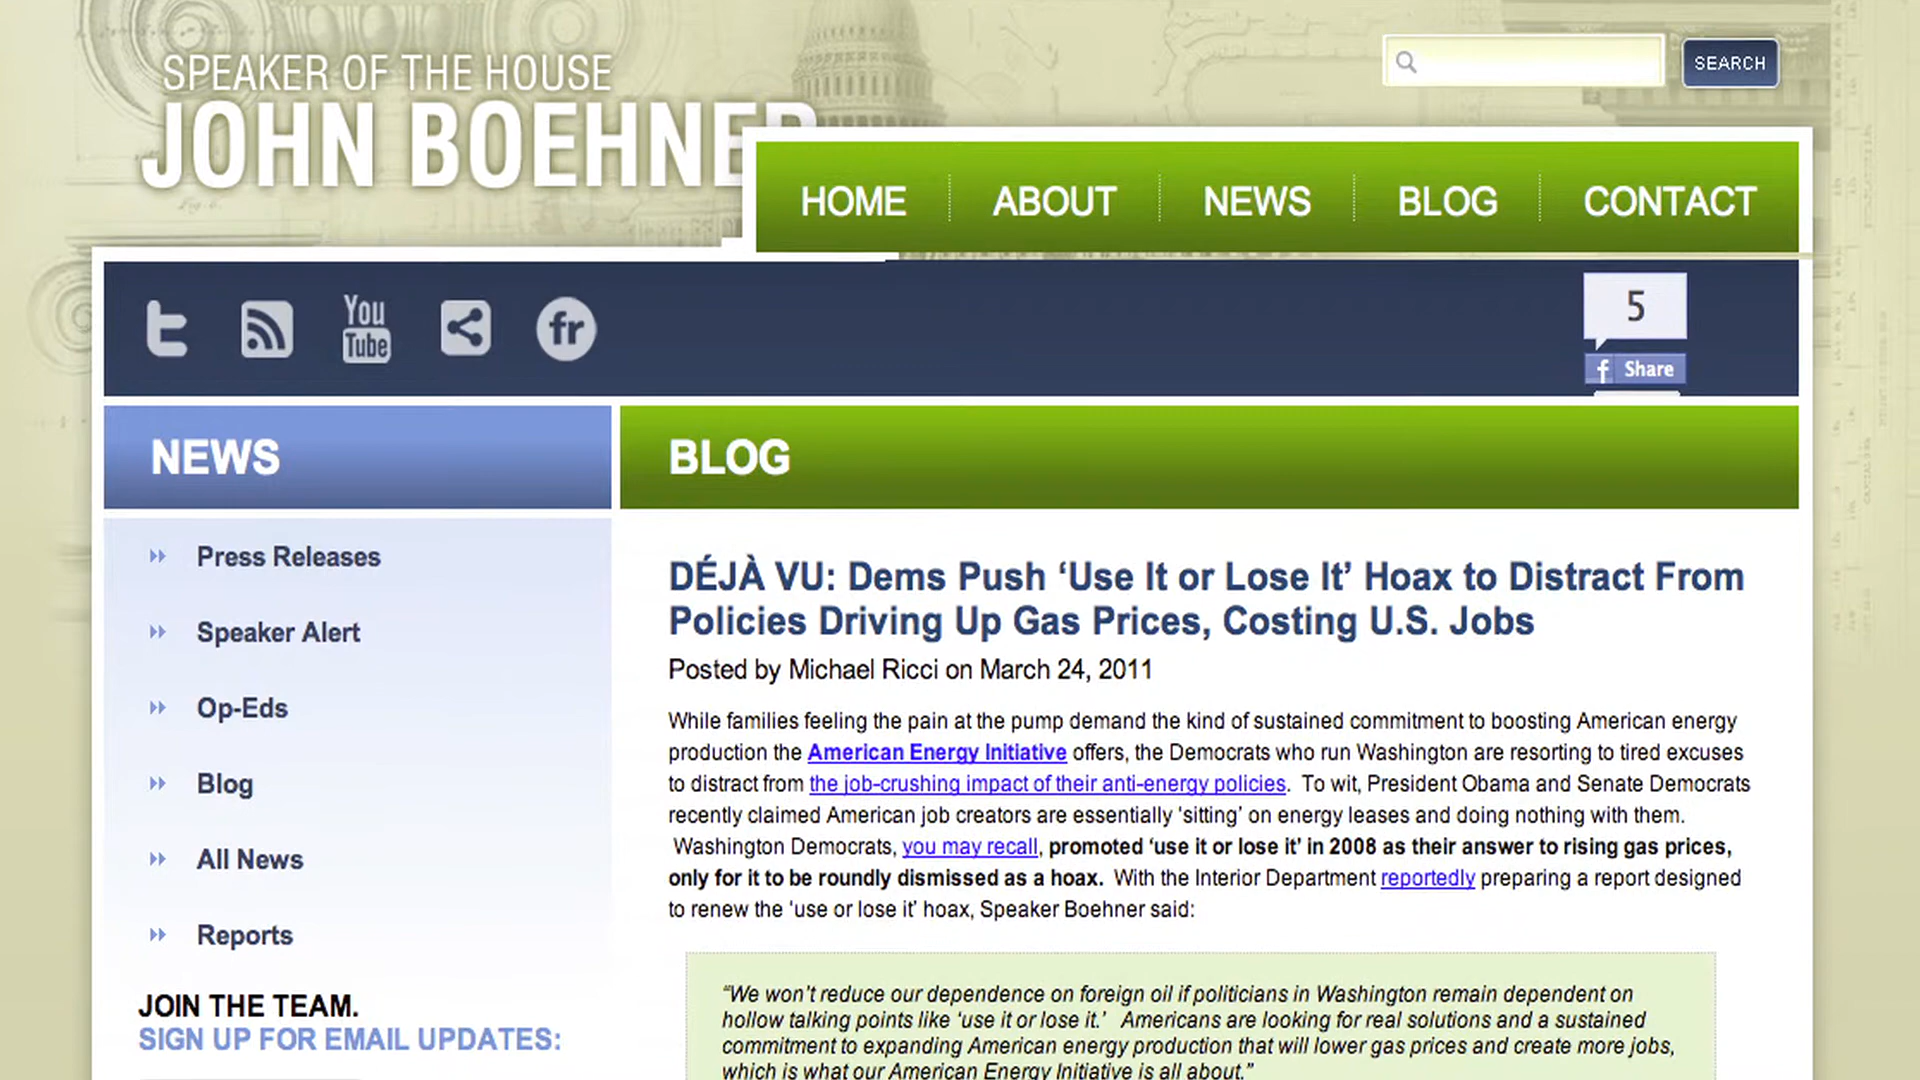 SPEAKER OF THE HOUSE
JOHN BOEHNER
SEARCH
HOME
ABOUT
NEWS
BLOG
CONTACT
t
You
Tube
fr
5
f Share
NEWS
Press Releases
Speaker Alert
Op-Eds
Blog
All News
Reports
JOIN THE TEAM.
SIGN UP FOR EMAIL UPDATES:
BLOG
DÉJÀ VU: Dems Push ‘Use It or Lose It’ Hoax to Distract From
Policies Driving Up Gas Prices, Costing U.S. Jobs
Posted by Michael Ricci on March 24, 2011
While families feeling the pain at the pump demand the kind of sustained commitment to boosting American energy
production the American Energy Initiative offers, the Democrats who run Washington are resorting to tired excuses
to distract from the job-crushing impact of their anti-energy policies.  To wit, President Obama and Senate Democrats
recently claimed American job creators are essentially ‘sitting’ on energy leases and doing nothing with them.
Washington Democrats, you may recall, promoted ‘use it or lose it’ in 2008 as their answer to rising gas prices,
only for it to be roundly dismissed as a hoax.  With the Interior Department reportedly preparing a report designed
to renew the ‘use or lose it’ hoax, Speaker Boehner said:
“We won’t reduce our dependence on foreign oil if politicians in Washington remain dependent on
hollow talking points like ‘use it or lose it.’  Americans are looking for real solutions and a sustained
commitment to expanding American energy production that will lower gas prices and create more jobs,
which is what our American Energy Initiative is all about.”